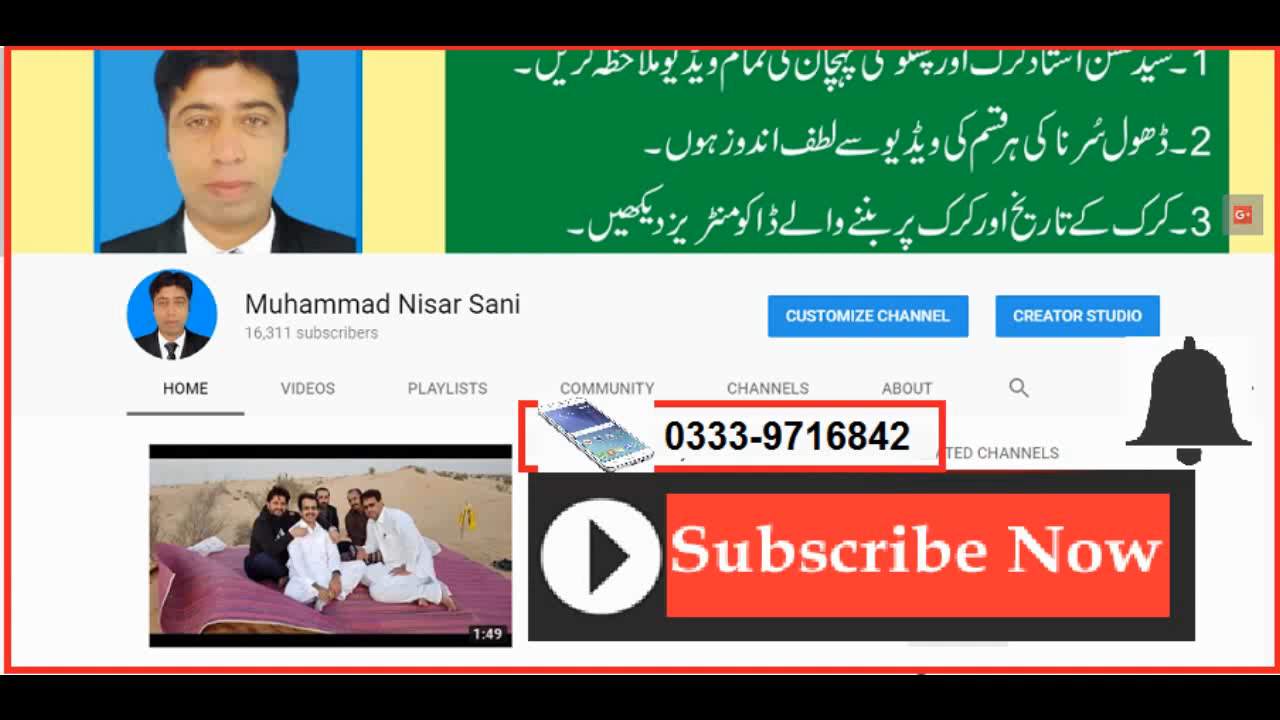 1۔سید حسن استاد کرک اور پشتو کی پہچان کی تمام ویڈیو ملاحظہ کریں۔
2۔ڈھول سُرنا کی ہر قسم کی ویڈیو سے لطف اندوز ہوں۔
3۔کرک کے تاریخ اور کرک پر بننے والے ڈاکومنٹریز دیکھیں۔
G+
Muhammad Nisar Sani
16,311 subscribers
CUSTOMIZE CHANNEL
CREATOR STUDIO
HOME VIDEOS PLAYLISTS COMMUNITY CHANNELS ABOUT
0333-9716842
ATED CHANNELS
Subscribe Now
1:49